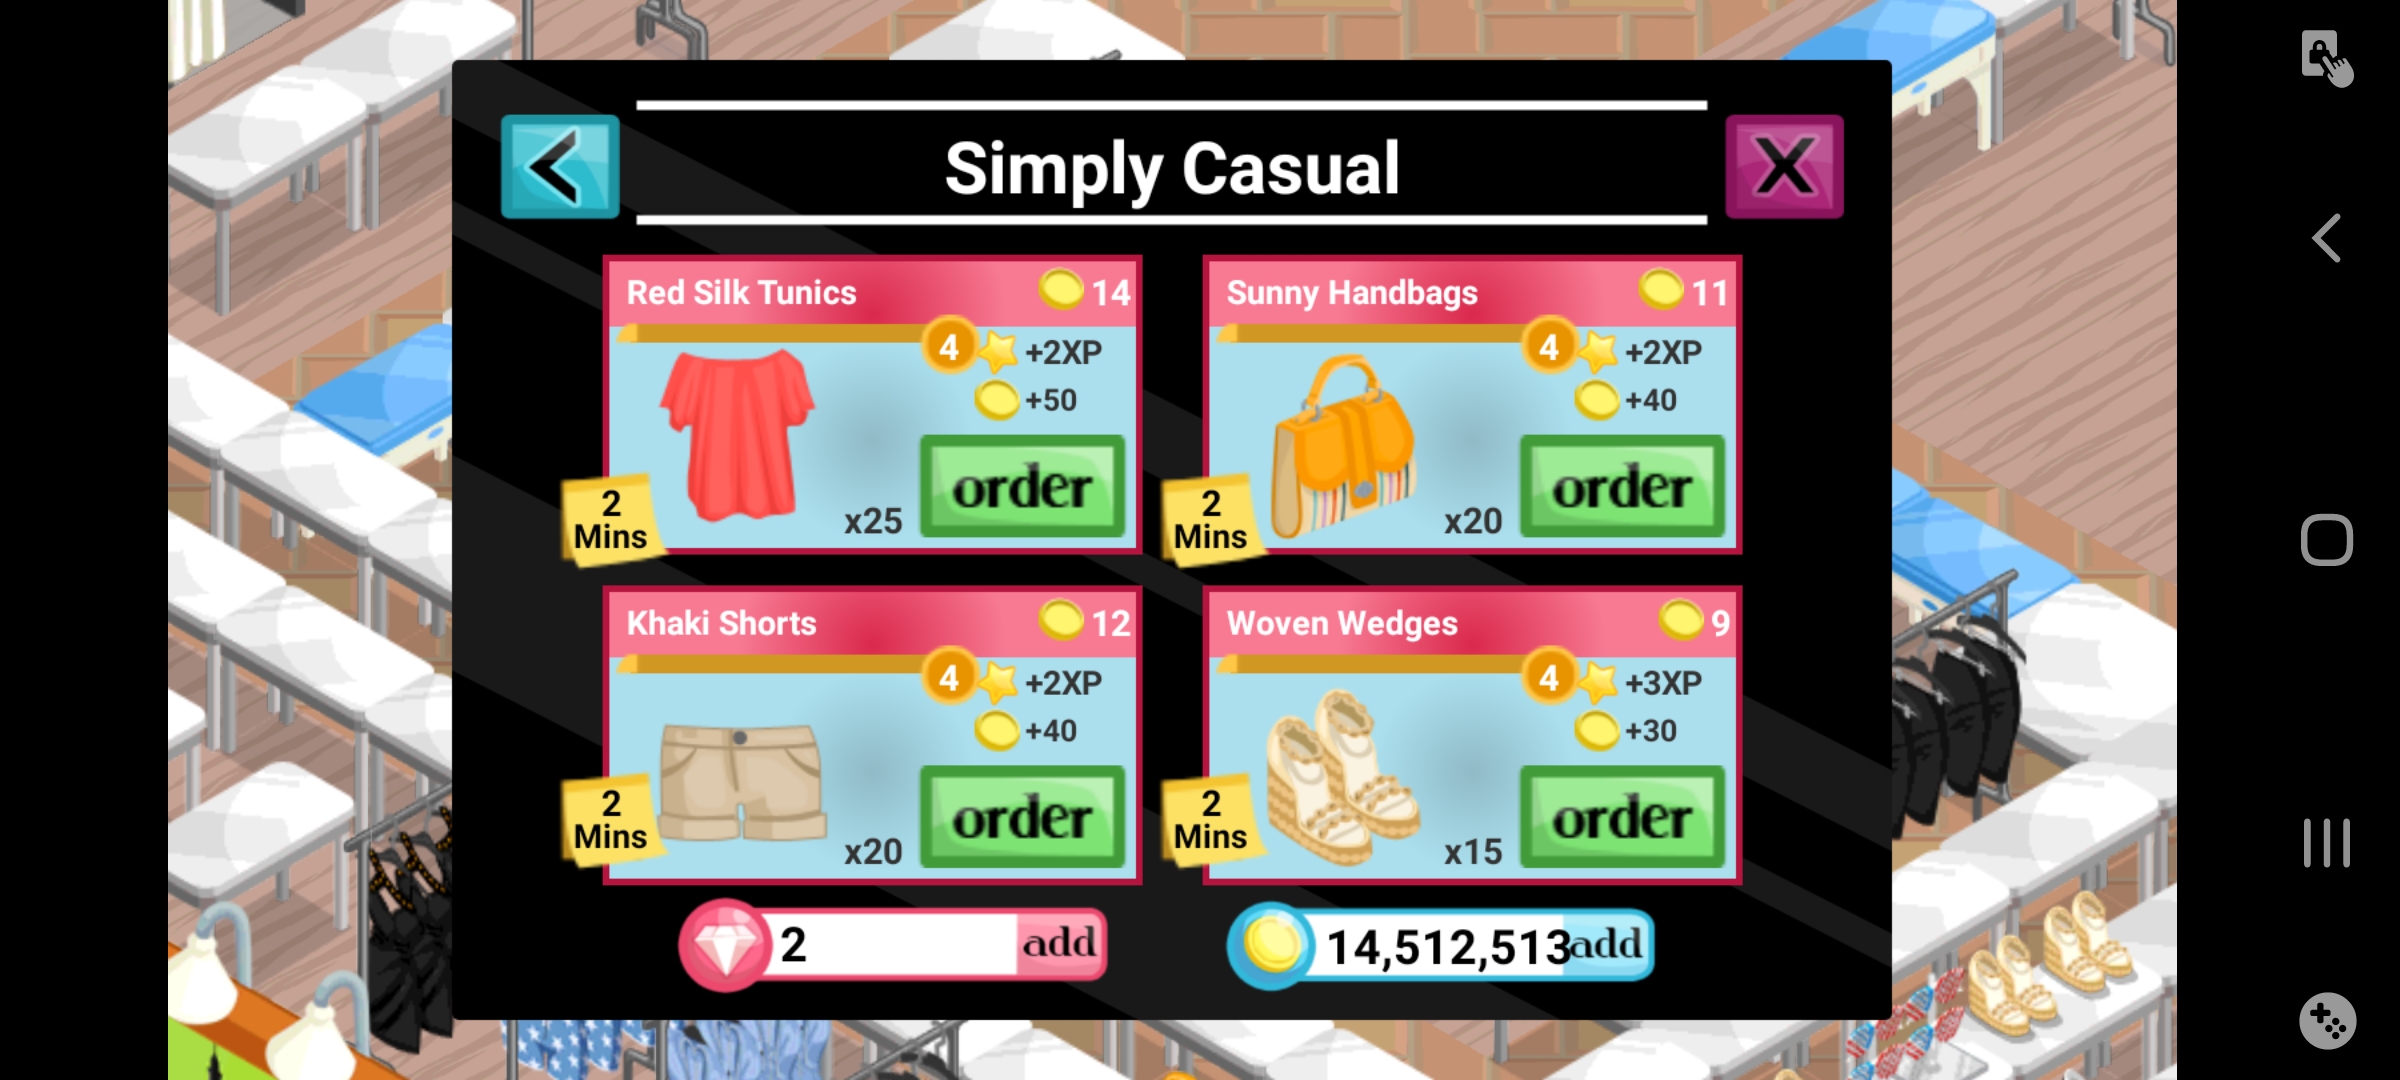 Simply Casual
Red Silk Tunics 14
4 +2XP
+50
2
Mins
x25
order
Sunny Handbags 11
4 +2XP
+40
2
Mins
x20
order
Khaki Shorts 12
4 +2XP
+40
2
Mins
x20
order
Woven Wedges 9
4 +3XP
+30
2
Mins
x15
order
2 add
14,512,513 add